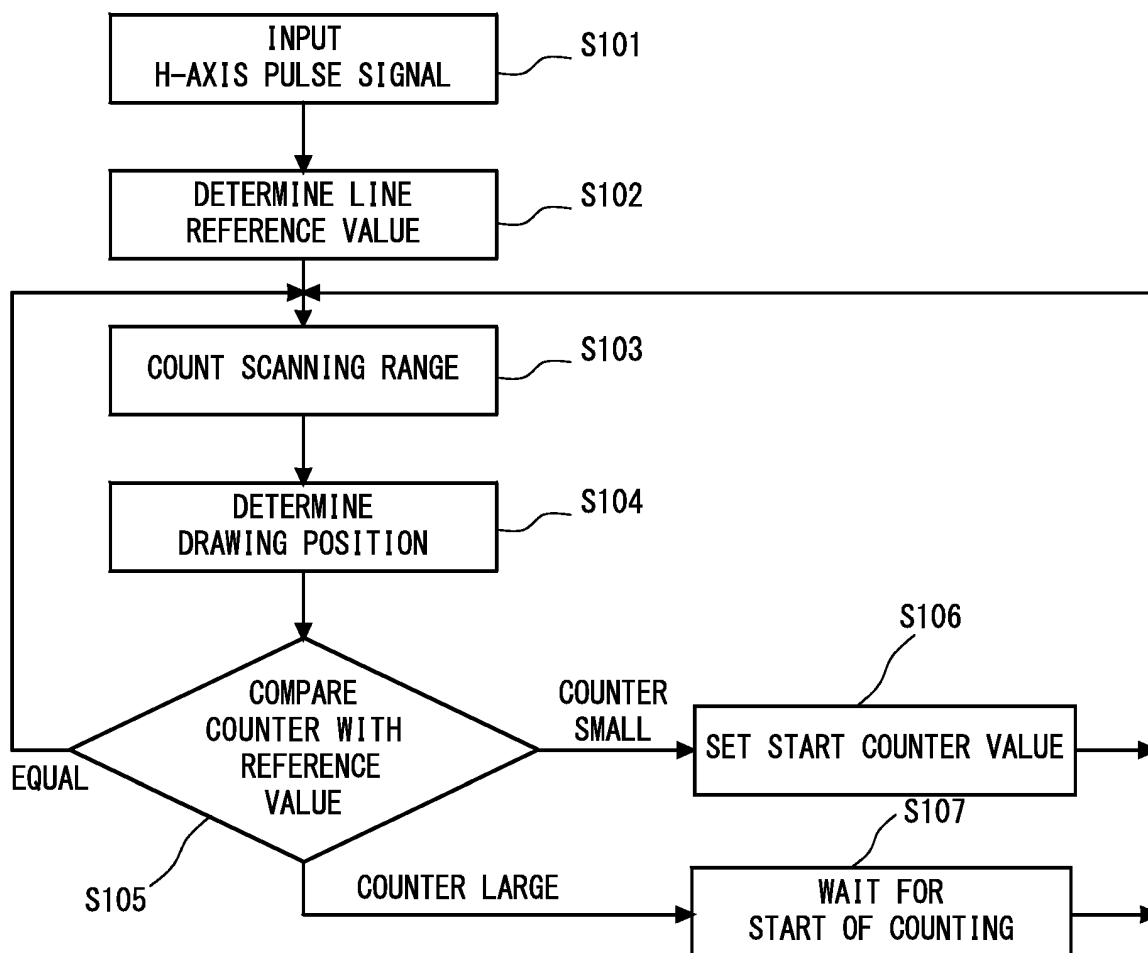 INPUT
H-AXIS PULSE SIGNAL
S101
DETERMINE LINE
REFERENCE VALUE
S102
COUNT SCANNING RANGE
S103
DETERMINE
DRAWING POSITION
S104
COMPARE
COUNTER WITH
REFERENCE
VALUE
S105
EQUAL
COUNTER
SMALL
SET START COUNTER VALUE
S106
COUNTER LARGE
WAIT FOR
START OF COUNTING
S107